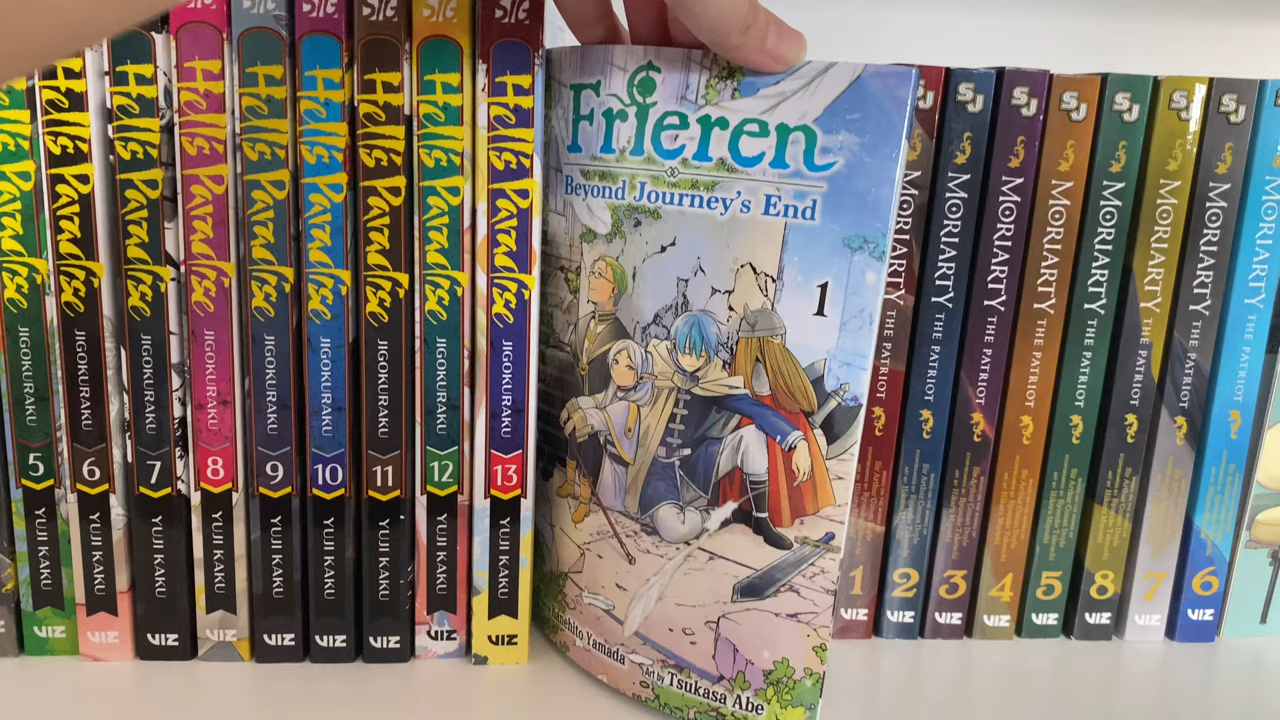 Hell's Paradise JIGOKURAKU 5 YUJI KAKU VIZ
Hell's Paradise JIGOKURAKU 6 YUJI KAKU VIZ
Hell's Paradise JIGOKURAKU 7 YUJI KAKU VIZ
Hell's Paradise JIGOKURAKU 8 YUJI KAKU VIZ
Hell's Paradise JIGOKURAKU 9 YUJI KAKU VIZ
Hell's Paradise JIGOKURAKU 10 YUJI KAKU VIZ
Hell's Paradise JIGOKURAKU 11 YUJI KAKU VIZ
Hell's Paradise JIGOKURAKU 12 YUJI KAKU VIZ
Hell's Paradise JIGOKURAKU 13 YUJI KAKU VIZ
Frieren
Beyond Journey's End
1
Yamada
Art by Tsukasa Abe
SJ MORIARTY THE PATRIOT 1 VIZ
SJ MORIARTY THE PATRIOT 2 VIZ
SJ MORIARTY THE PATRIOT 3 VIZ
SJ MORIARTY THE PATRIOT 4 VIZ
SJ MORIARTY THE PATRIOT 5 VIZ
SJ MORIARTY THE PATRIOT 8 VIZ
SJ MORIARTY THE PATRIOT 7 VIZ
MORIARTY THE PATRIOT 6 VIZ